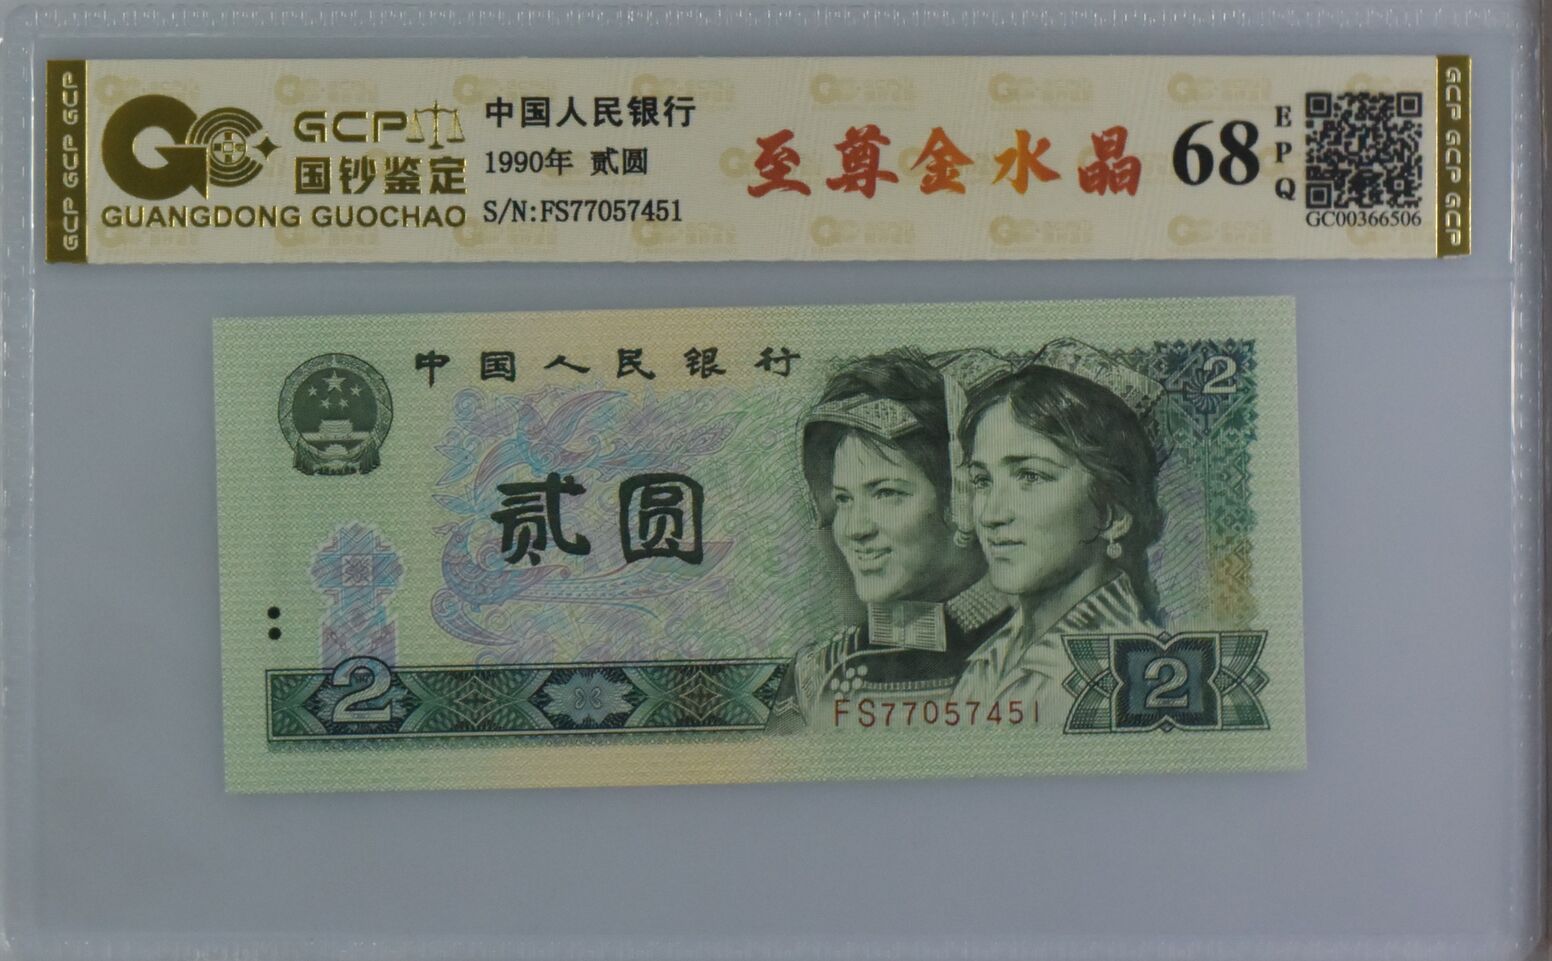 GCP GCP GCP
GCP
国钞鉴定
GUANGDONG GUOCHAO
中国人民银行
1990年 贰圆
S/N:FS77057451
至尊金水晶
68
EPQ
GC00366506
GCP GCP GCP
中国人民银行
2
贰圆
2
FS77057451
2